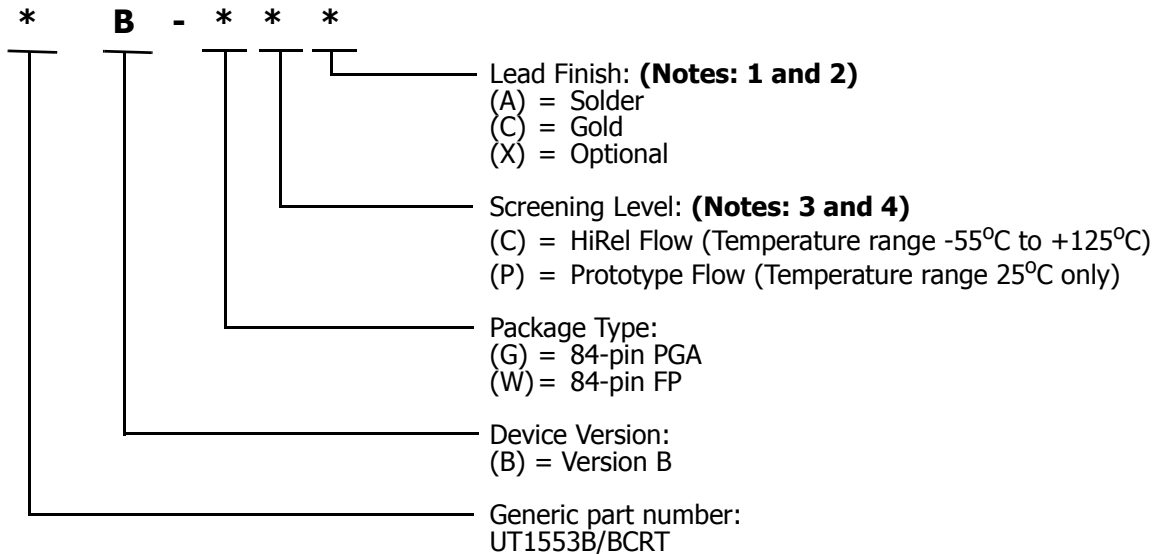 * B - * * *
Lead Finish: (Notes: 1 and 2)
(A) = Solder
(C) = Gold
(X) = Optional
Screening Level: (Notes: 3 and 4)
(C) = HiRel Flow (Temperature range -55°C to +125°C)
(P) = Prototype Flow (Temperature range 25°C only)
Package Type:
(G) = 84-pin PGA
(W) = 84-pin FP
Device Version:
(B) = Version B
Generic part number:
UT1553B/BCRT